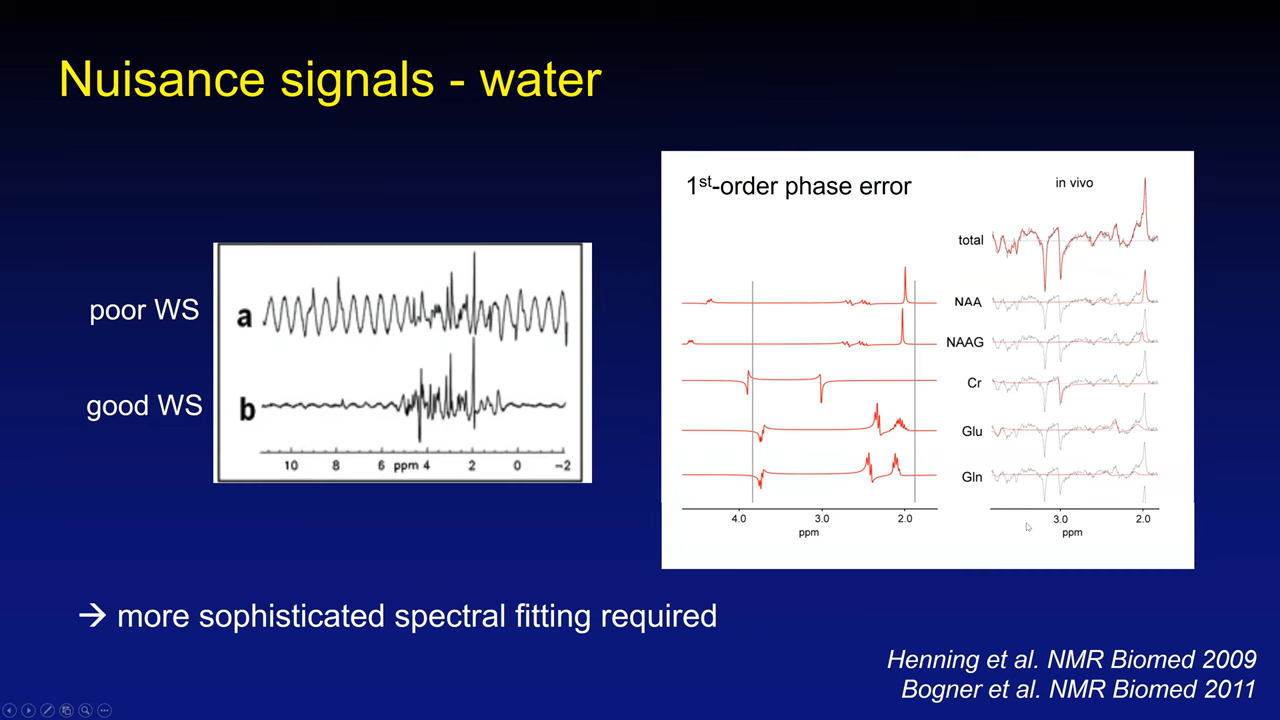 Nuisance signals - water
poor WS
good WS
a
b
10 8 6 ppm 4 2 0 −2
1st-order phase error
in vivo
total
NAA
NAAG
Cr
Glu
Gln
4.0 3.0 2.0
ppm
3.0 2.0
ppm
→ more sophisticated spectral fitting required
Henning et al. NMR Biomed 2009
Bogner et al. NMR Biomed 2011